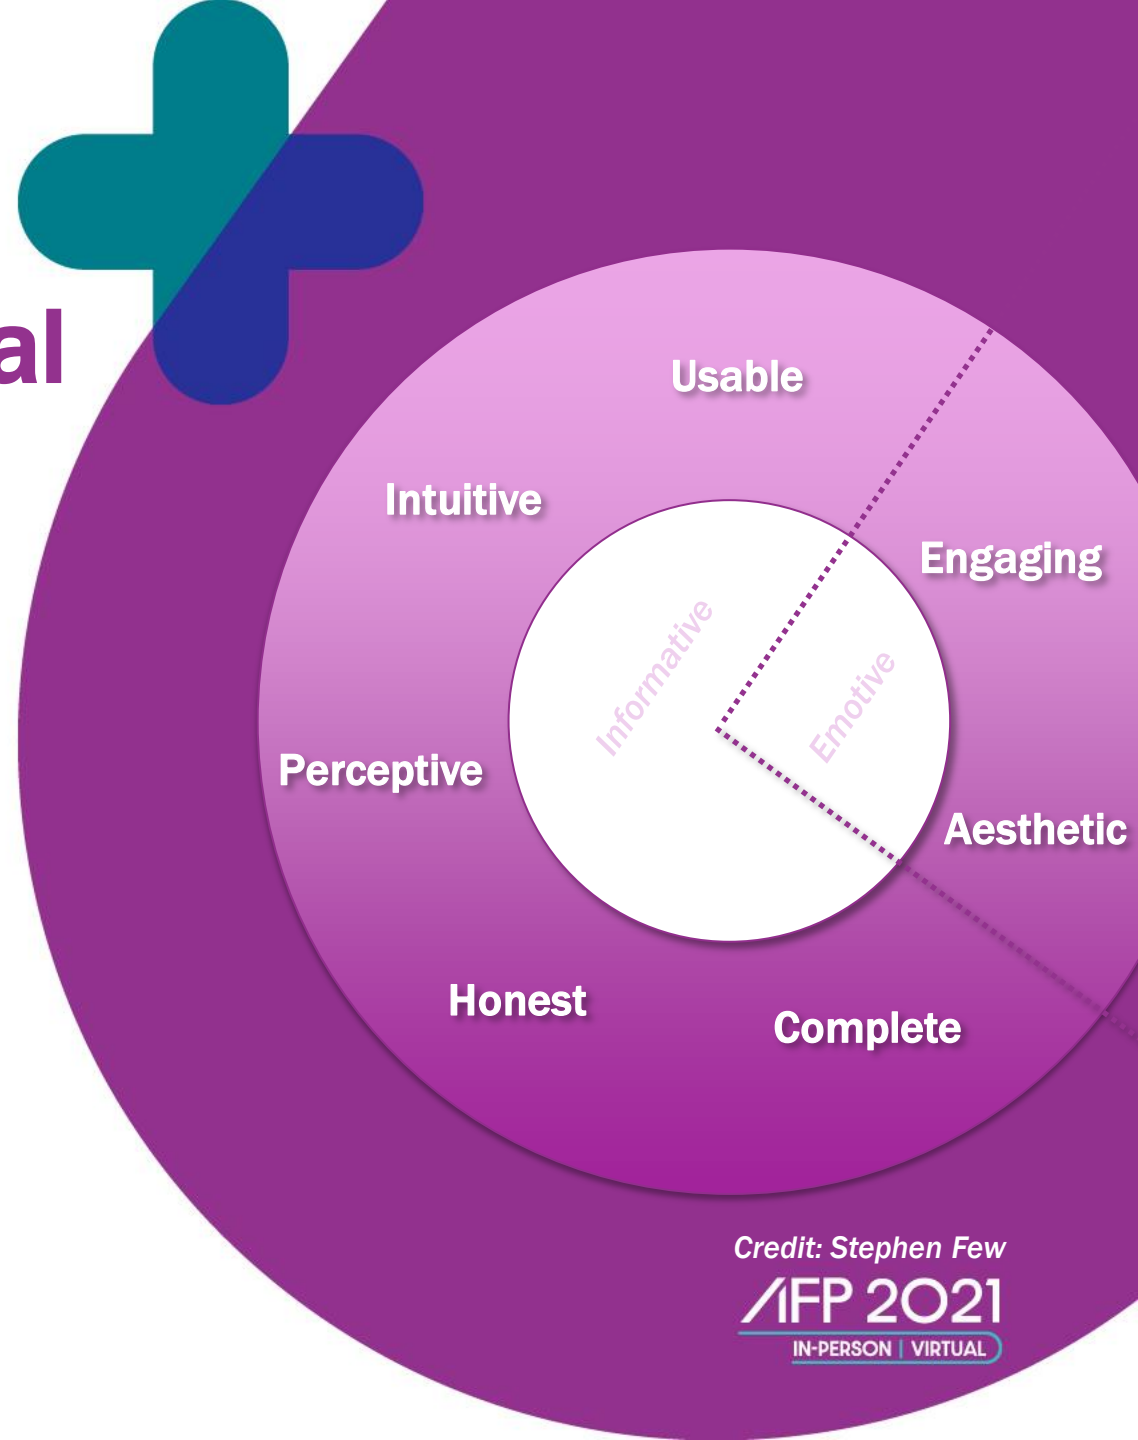 al
Usable
Intuitive
Engaging
Informative
Emotive
Perceptive
Aesthetic
Honest
Complete
Credit: Stephen Few
AFP 2021
IN-PERSON | VIRTUAL